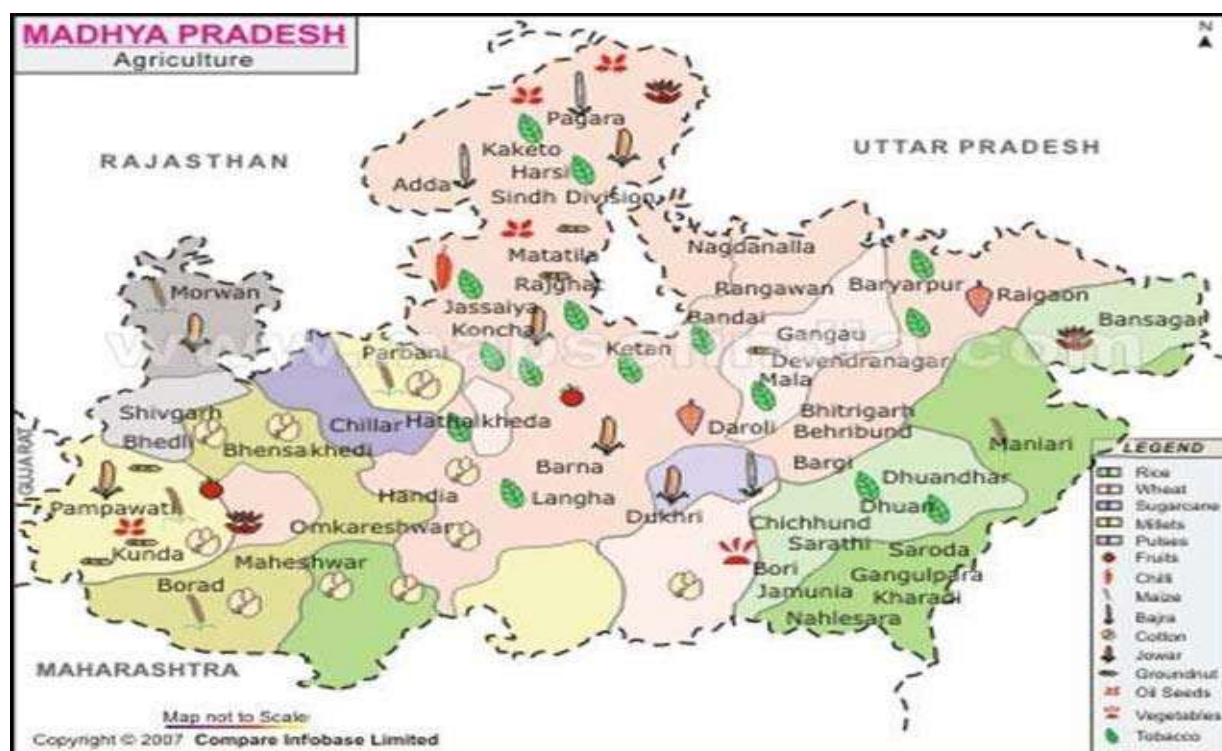 MADHYA PRADESH
Agriculture
N
RAJASTHAN
UTTAR PRADESH
Pagara
Kaketo
Harsi
Adda
Sindh Division
Matatila
Nagdanalla
Morwan
Rajghat
Rangawan
Baryarpur
Raigaon
Jassaiya
Bandai
Bansagar
Koncha
Gangau
Parbani
Ketan
Devendranagar
Mala
Shivgarh
Chillar
Hathalkheda
Bhitrigarh
GUJARAT
Bhedli
Bhensakhedi
Daroli
Behribund
Maniari
Barna
Bargi
Dhuandhar
Pampawati
Handia
Langha
Dukhri
Dhuan
Omkareshwar
Chichhund
Kunda
Sarathi
Saroda
Maheshwar
Bori
Gangulpara
Borad
Jamunia
Kharadi
Nahlesara
MAHARASHTRA
Map not to Scale
Copyright © 2007 Compare Infobase Limited
LEGEND
Rice
Wheat
Sugarcane
Millets
Pulses
Fruits
Chilli
Maize
Bajra
Cotton
Jowar
Groundnut
Oil Seeds
Vegetables
Tobacco